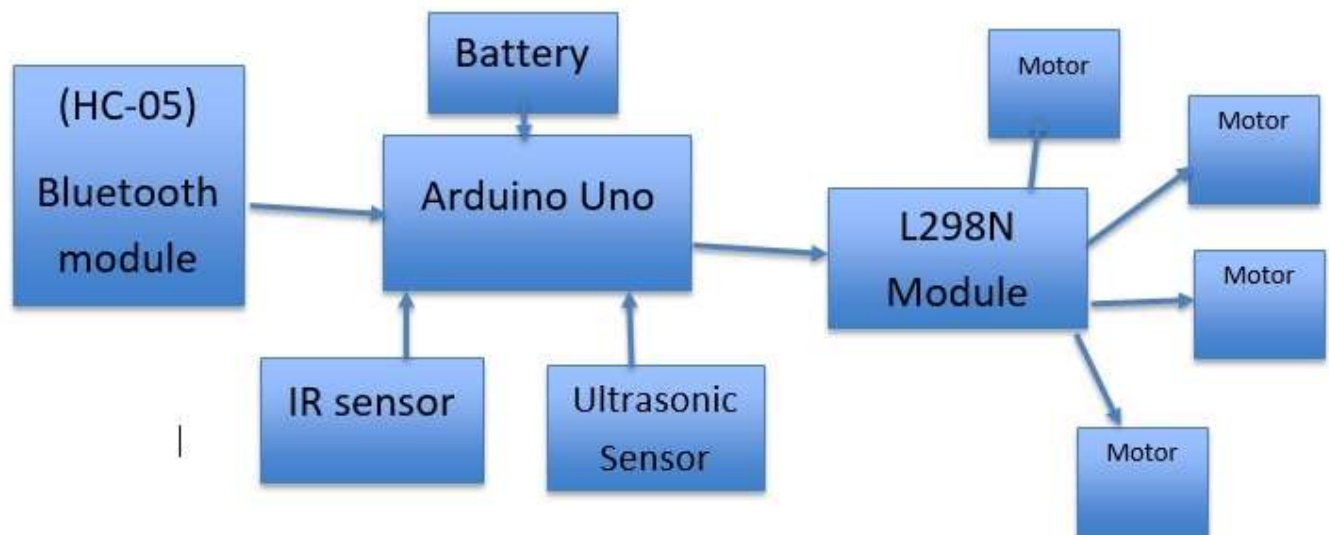 (HC-05)
Bluetooth
module
Battery
Arduino Uno
IR sensor
Ultrasonic
Sensor
L298N
Module
Motor
Motor
Motor
Motor